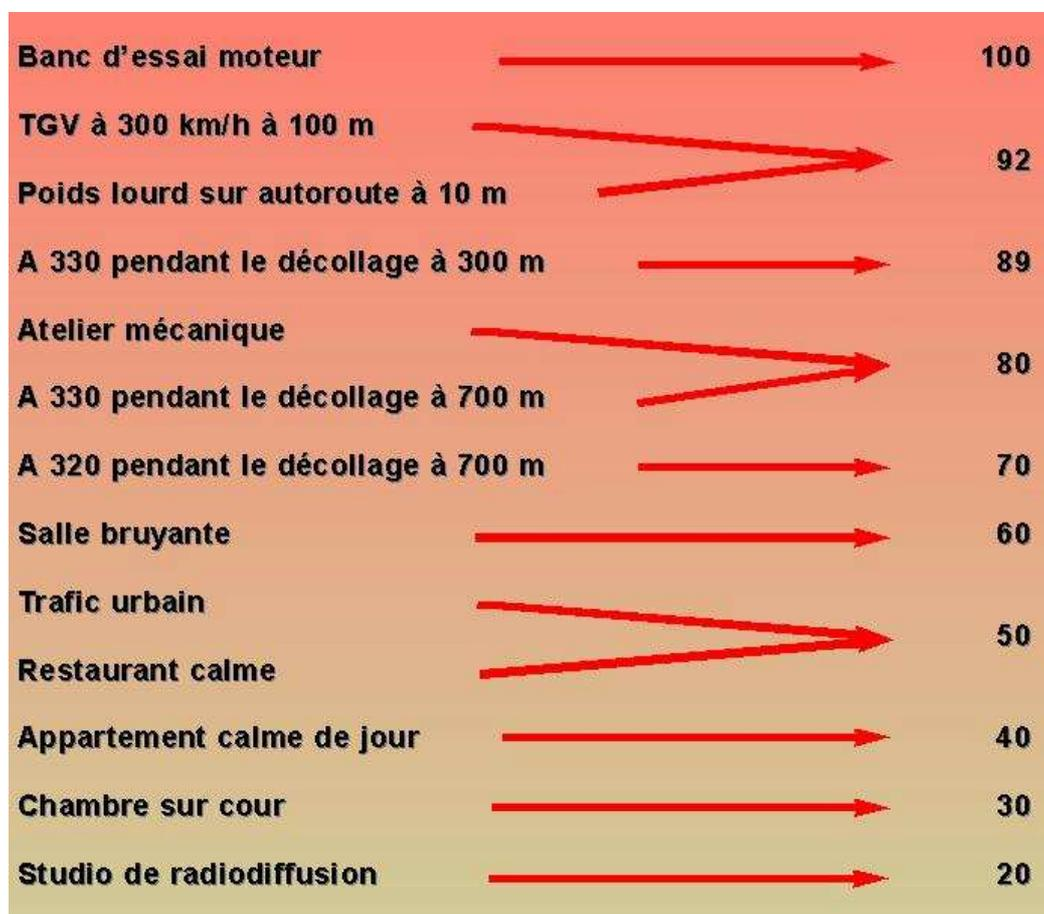 Banc d'essai moteur 100
TGV à 300 km/h à 100 m
92
Poids lourd sur autoroute à 10 m
A 330 pendant le décollage à 300 m 89
Atelier mécanique
80
A 330 pendant le décollage à 700 m
A 320 pendant le décollage à 700 m 70
Salle bruyante 60
Trafic urbain
50
Restaurant calme
Appartement calme de jour 40
Chambre sur cour 30
Studio de radiodiffusion 20